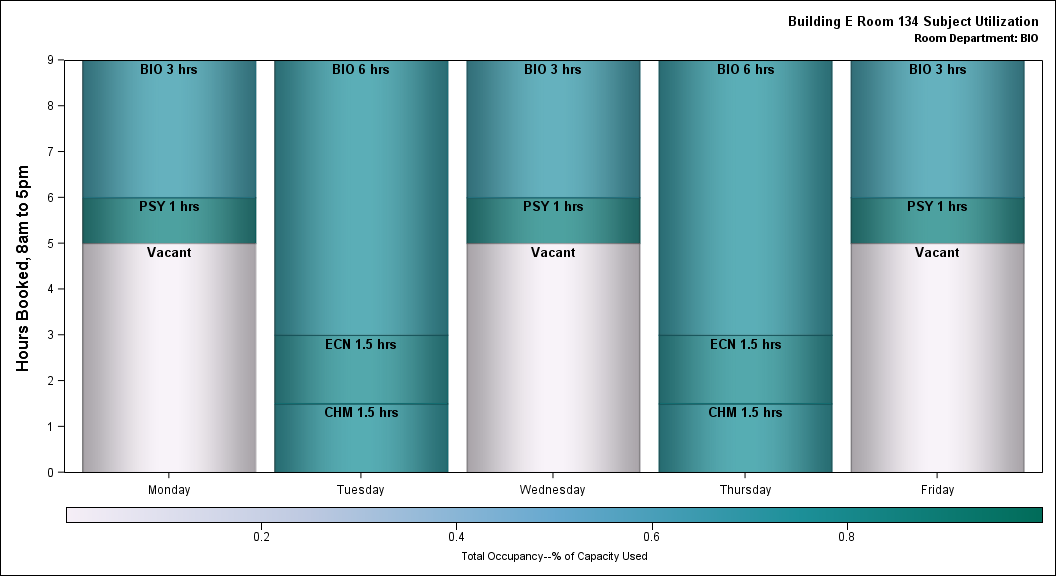 Building E Room 134 Subject Utilization
Room Department: BIO
Hours Booked, 8am to 5pm
9
8
7
6
5
4
3
2
1
0
BIO 3 hrs
PSY 1 hrs
Vacant
BIO 6 hrs
ECN 1.5 hrs
CHM 1.5 hrs
BIO 3 hrs
PSY 1 hrs
Vacant
BIO 6 hrs
ECN 1.5 hrs
CHM 1.5 hrs
BIO 3 hrs
PSY 1 hrs
Vacant
Monday Tuesday Wednesday Thursday Friday
0.2 0.4 0.6 0.8
Total Occupancy--% of Capacity Used